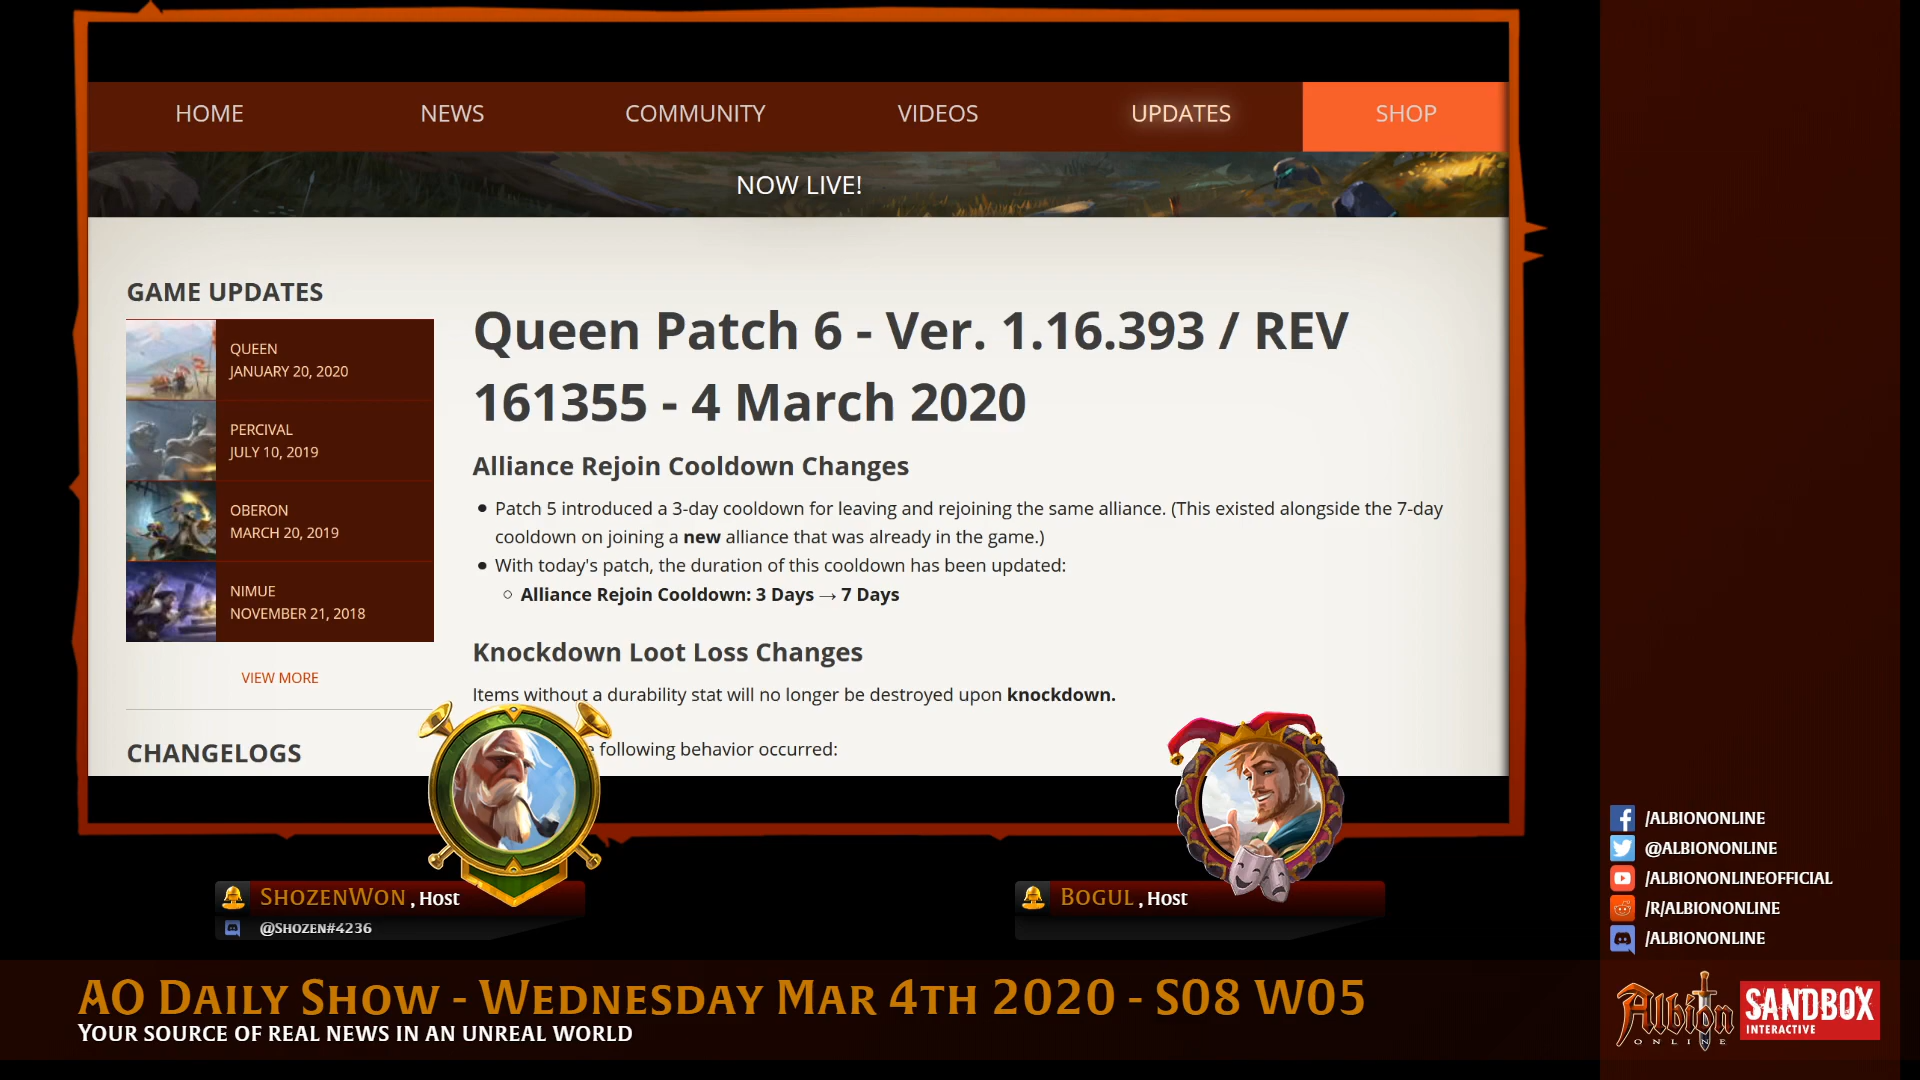 HOME NEWS COMMUNITY VIDEOS UPDATES SHOP
NOW LIVE!
GAME UPDATES
QUEEN
JANUARY 20, 2020
PERCIVAL
JULY 10, 2019
OBERON
MARCH 20, 2019
NIMUE
NOVEMBER 21, 2018
VIEW MORE
CHANGELOGS
Queen Patch 6 - Ver. 1.16.393 / REV
161355 - 4 March 2020
Alliance Rejoin Cooldown Changes
• Patch 5 introduced a 3-day cooldown for leaving and rejoining the same alliance. (This existed alongside the 7-day
cooldown on joining a new alliance that was already in the game.)
• With today's patch, the duration of this cooldown has been updated:
○ Alliance Rejoin Cooldown: 3 Days → 7 Days
Knockdown Loot Loss Changes
Items without a durability stat will no longer be destroyed upon knockdown.
following behavior occurred:
SHOZENWON , HOST
@SHOZEN#4236
BOGUL , HOST
/ALBIONONLINE
@ALBIONONLINE
/ALBIONONLINEOFFICIAL
/R/ALBIONONLINE
/ALBIONONLINE
AO DAILY SHOW - WEDNESDAY MAR 4TH 2020 - S08 W05
YOUR SOURCE OF REAL NEWS IN AN UNREAL WORLD
Albion
ONLINE
SANDBOX
INTERACTIVE